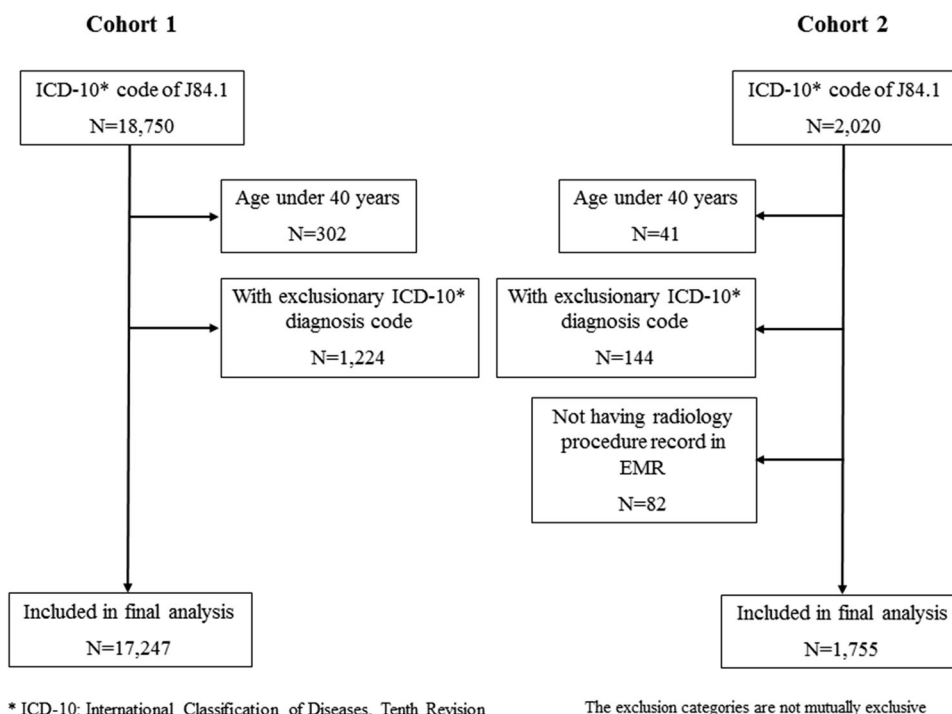 Cohort 1
ICD-10* code of J84.1
N=18,750
Age under 40 years
N=302
With exclusionary ICD-10*
diagnosis code
N=1,224
Included in final analysis
N=17,247
Cohort 2
ICD-10* code of J84.1
N=2,020
Age under 40 years
N=41
With exclusionary ICD-10*
diagnosis code
N=144
Not having radiology
procedure record in
EMR
N=82
Included in final analysis
N=1,755
* ICD-10: International Classification of Diseases, Tenth Revision
The exclusion categories are not mutually exclusive